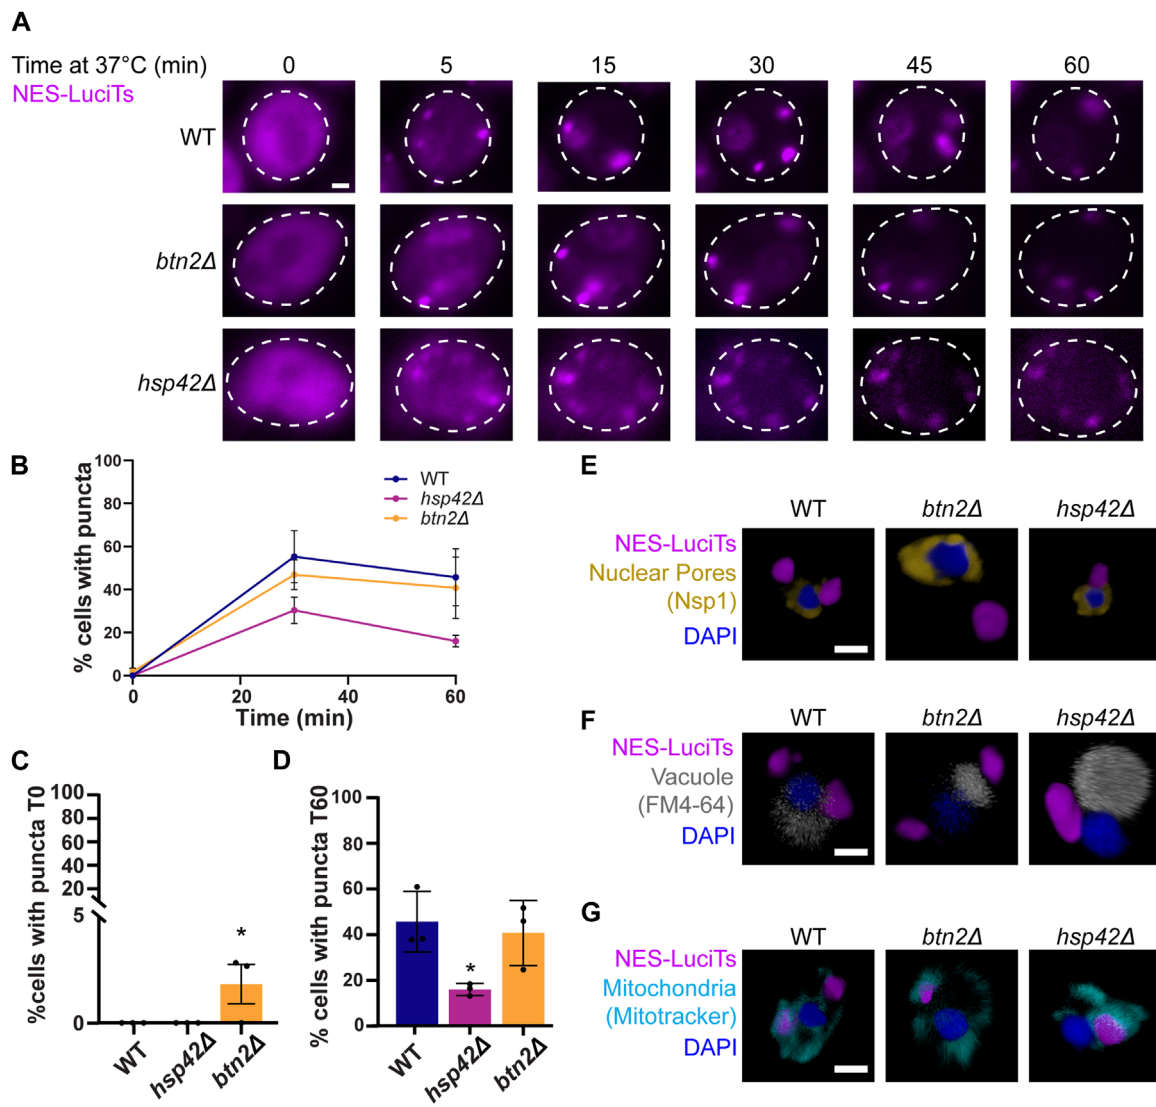 A
Time at 37°C (min) 0 5 15 30 45 60
NES-LuciTs
WT
btn2Δ
hsp42Δ
B
% cells with puncta
100
80
60
40
20
0
0 20 40 60
Time (min)
WT
hsp42Δ
btn2Δ
C
%cells with puncta T0
100
80
60
40
20
5
0
*
WT hsp42Δ btn2Δ
D
% cells with puncta T60
100
80
60
40
20
0
*
WT hsp42Δ btn2Δ
E
WT btn2Δ hsp42Δ
NES-LuciTs
Nuclear Pores
(Nsp1)
DAPI
F
WT btn2Δ hsp42Δ
NES-LuciTs
Vacuole
(FM4-64)
DAPI
G
WT btn2Δ hsp42Δ
NES-LuciTs
Mitochondria
(Mitotracker)
DAPI